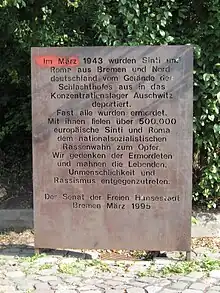 Im März 1943 wurden Sinti und
Roma aus Bremen und Nord
deutschland vom Gelände des
Schlachthofes aus in das
Konzentrationslager Auschwitz
deportiert.
Fast alle wurden ermordet.
Mit ihnen fielen über 500,000
europäische Sinti und Roma
dem nationalsozialistischen
Rassenwahn zum Opfer.
Wir gedenken der Ermordeten
und mahnen die Lebenden,
Unmenschlichkeit und
Rassismus entgegenzutreten.
Der Senat der Freien Hansestadt
Bremen März 1995